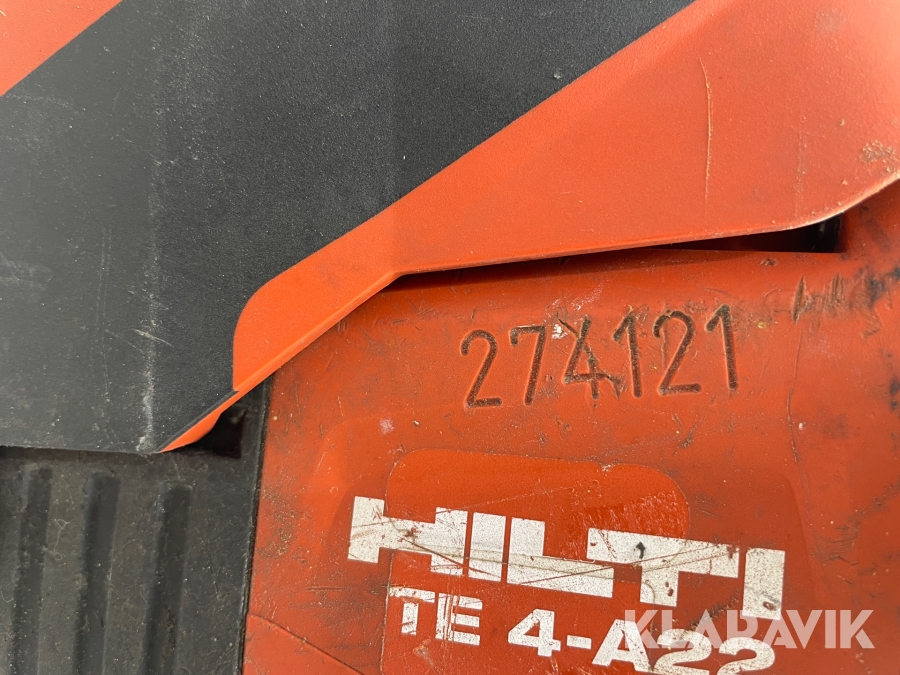 274121
HILTI
TE 4-A22
KLARAVIK